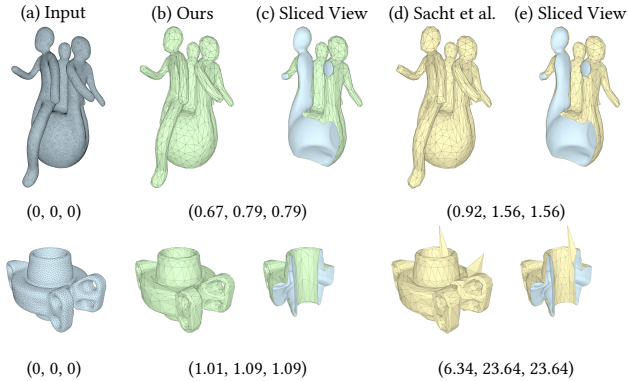 (a) Input (b) Ours (c) Sliced View (d) Sacht et al. (e) Sliced View
(0, 0, 0) (0.67, 0.79, 0.79) (0.92, 1.56, 1.56)
(0, 0, 0) (1.01, 1.09, 1.09) (6.34, 23.64, 23.64)